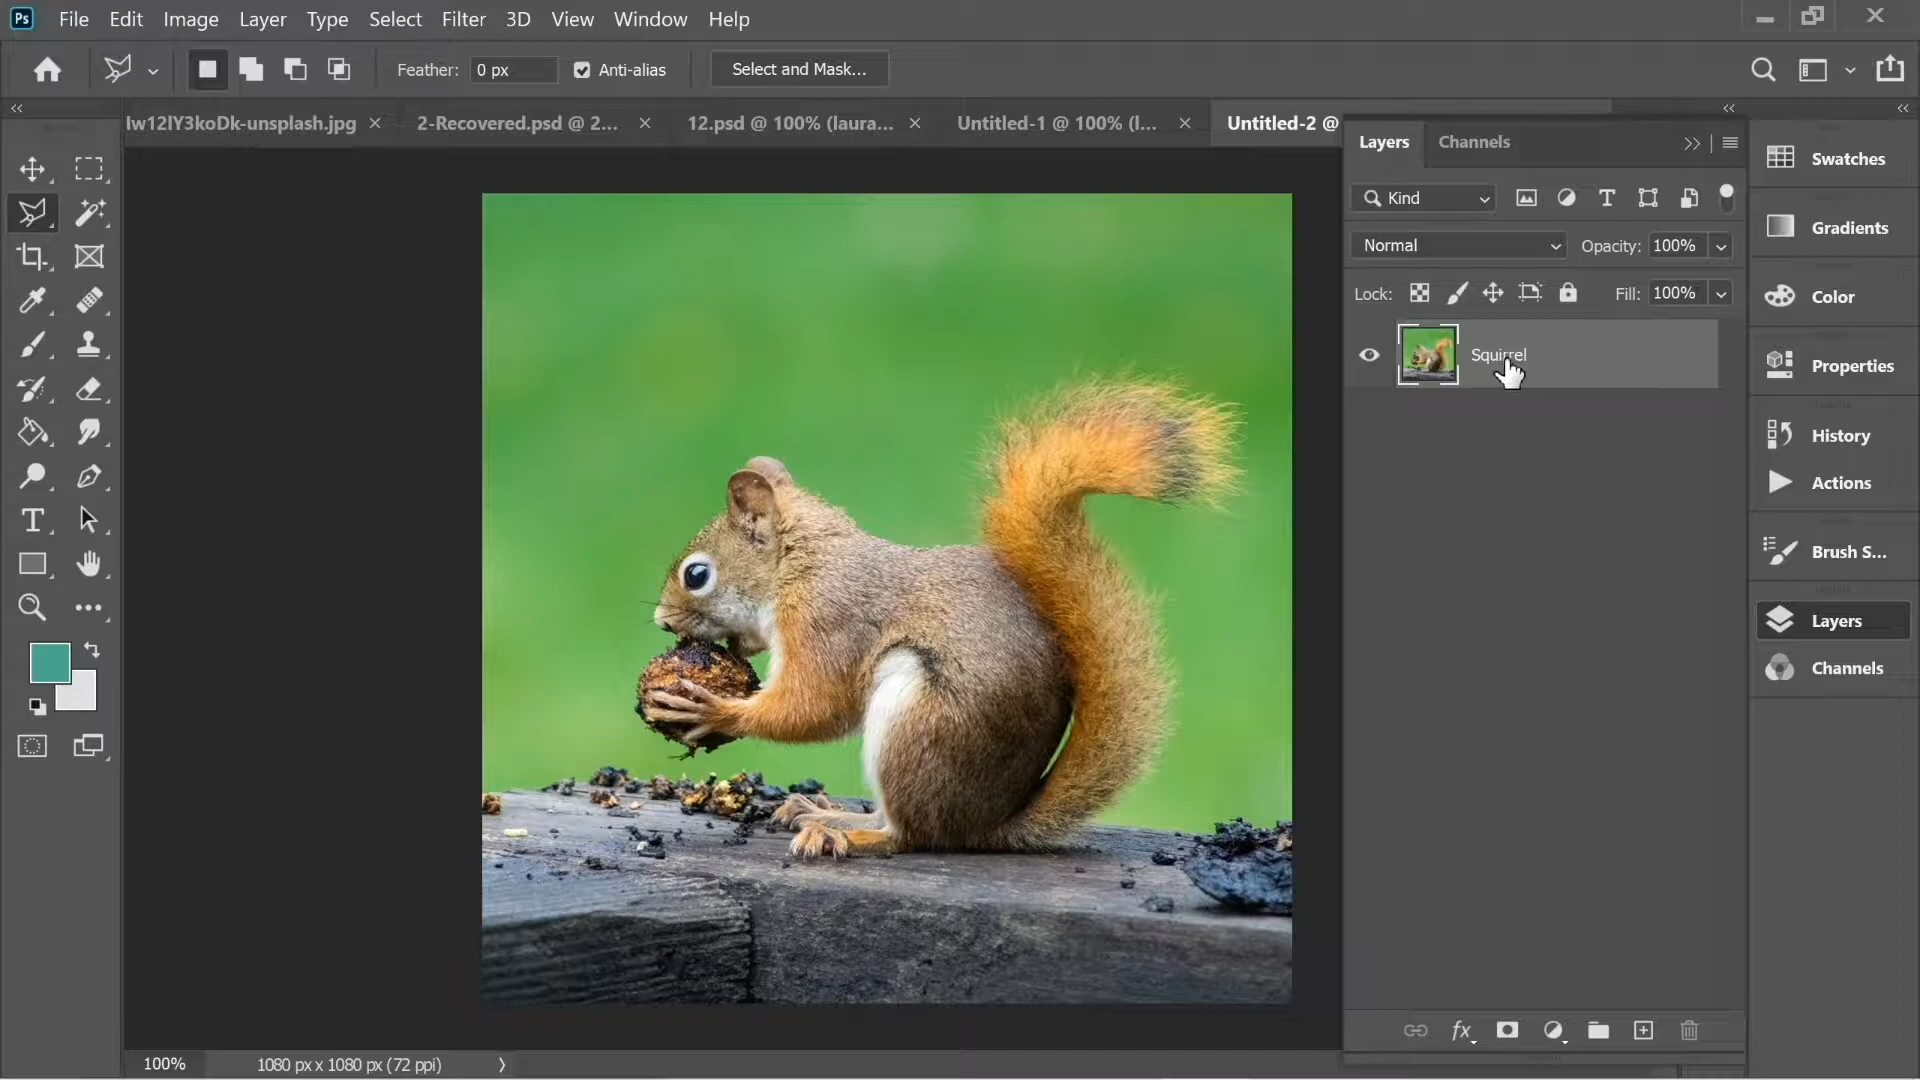 Ps File Edit Image Layer Select Filter Type 3D View Window Help
Feather: 0 px Anti-alias Select and Mask...
lw12lY3koDk-unsplash.jpg × 2-Recovered.psd @ 2... × 12.psd @ 100% (laura... × Untitled-1 @ 100% (l... × Untitled-2 @
Layers Channels
Kind
Normal Opacity: 100%
Lock: Fill: 100%
Squirrel
fx
Swatches
Gradients
Color
Properties
History
Actions
Brush S...
Layers
Channels
T
100% 1080 px x 1080 px (72 ppi)